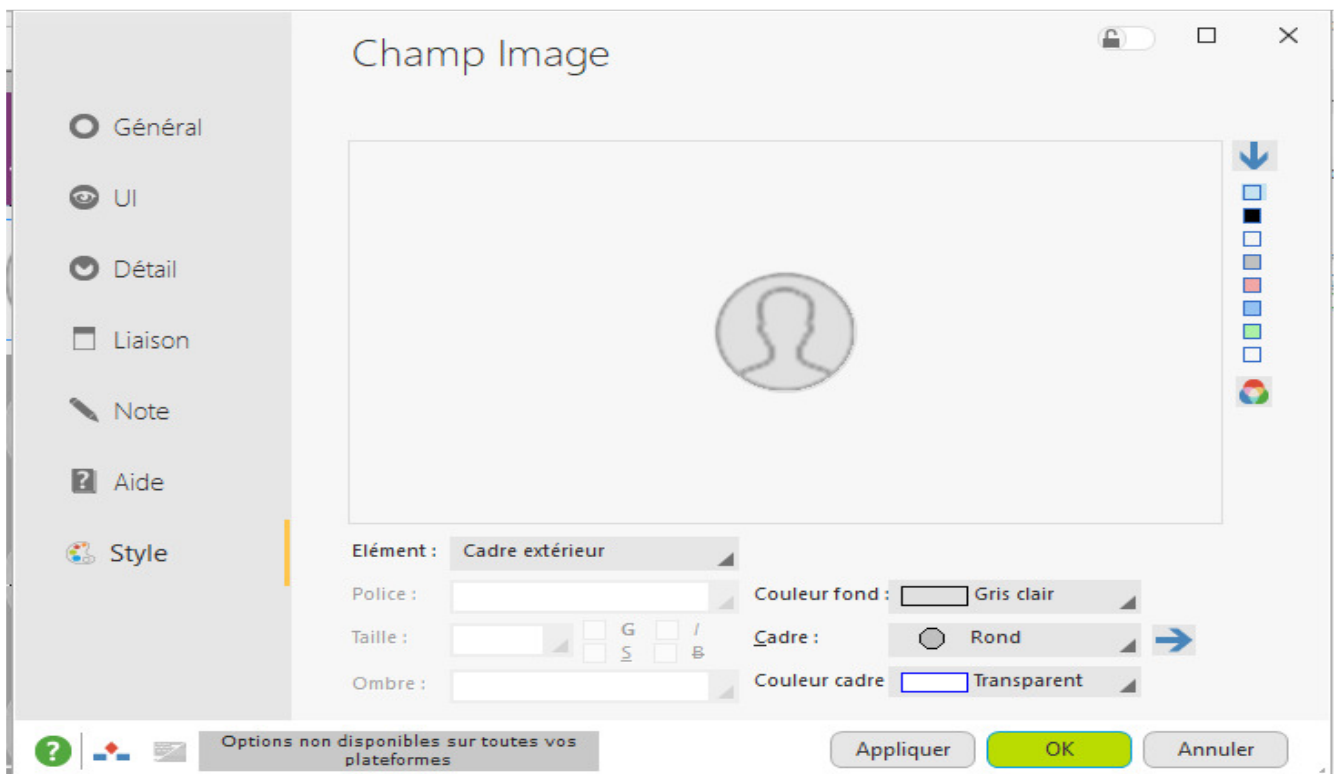 Champ Image
Général
UI
Détail
Liaison
Note
Aide
Style
Elément : Cadre extérieur
Police : Couleur fond : Gris clair
Taille : G I Cadre : Rond
S B
Ombre : Couleur cadre Transparent
Options non disponibles sur toutes vos
plateformes
Appliquer OK Annuler